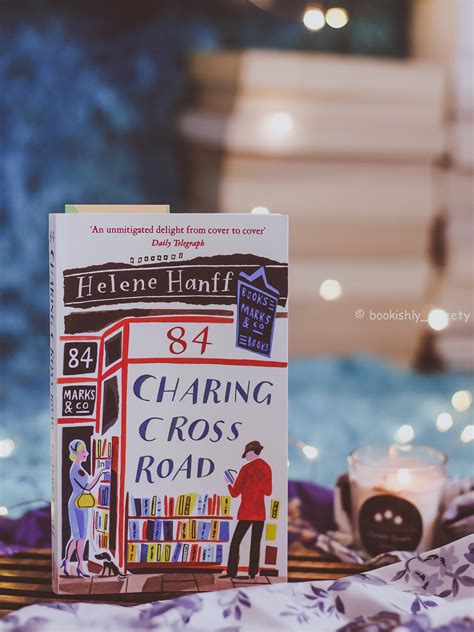 'An unmitigated delight from cover to cover'
Daily Telegraph
Helene Hanff
BOOKS
MARKS
& CO
BOOKS
84
84
MARKS
& CO
CHARING
CROSS
ROAD
© bookishly_